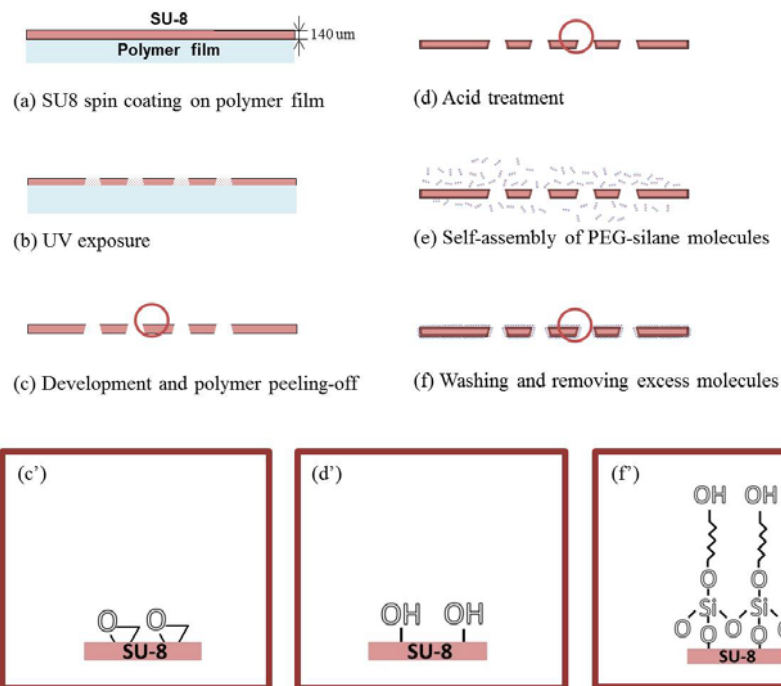 SU-8
140 um
Polymer film
(a) SU8 spin coating on polymer film
(b) UV exposure
(c) Development and polymer peeling-off
(d) Acid treatment
(e) Self-assembly of PEG-silane molecules
(f) Washing and removing excess molecules
(c')
O O
SU-8
(d')
OH OH
SU-8
(f')
OH OH
O O
Si Si
O O O O O
SU-8